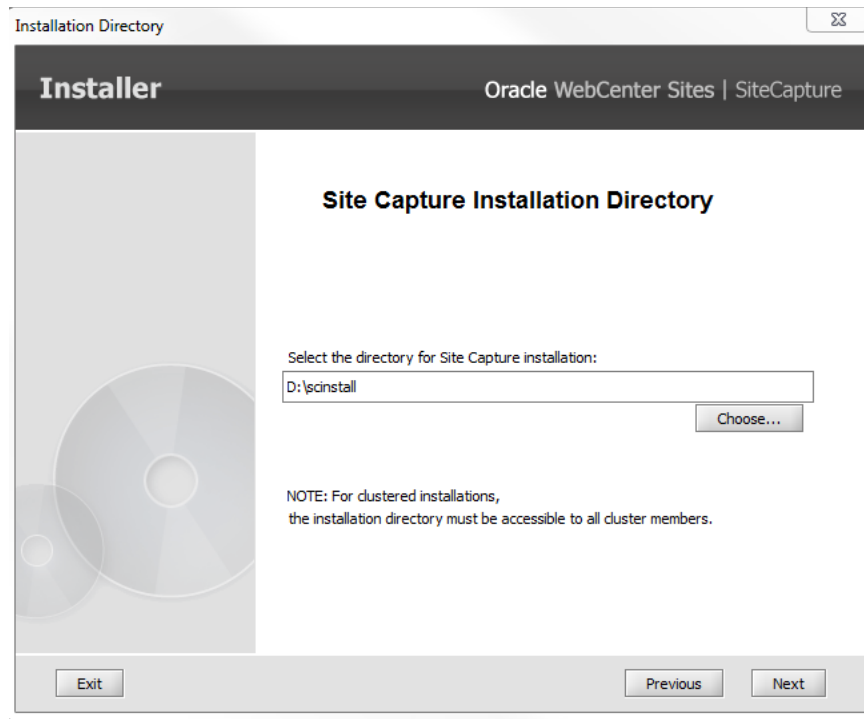 Installation Directory
Installer
Oracle WebCenter Sites | SiteCapture
Site Capture Installation Directory
Select the directory for Site Capture installation:
D:\scinstall
Choose...
NOTE: For clustered installations,
the installation directory must be accessible to all cluster members.
Exit
Previous
Next